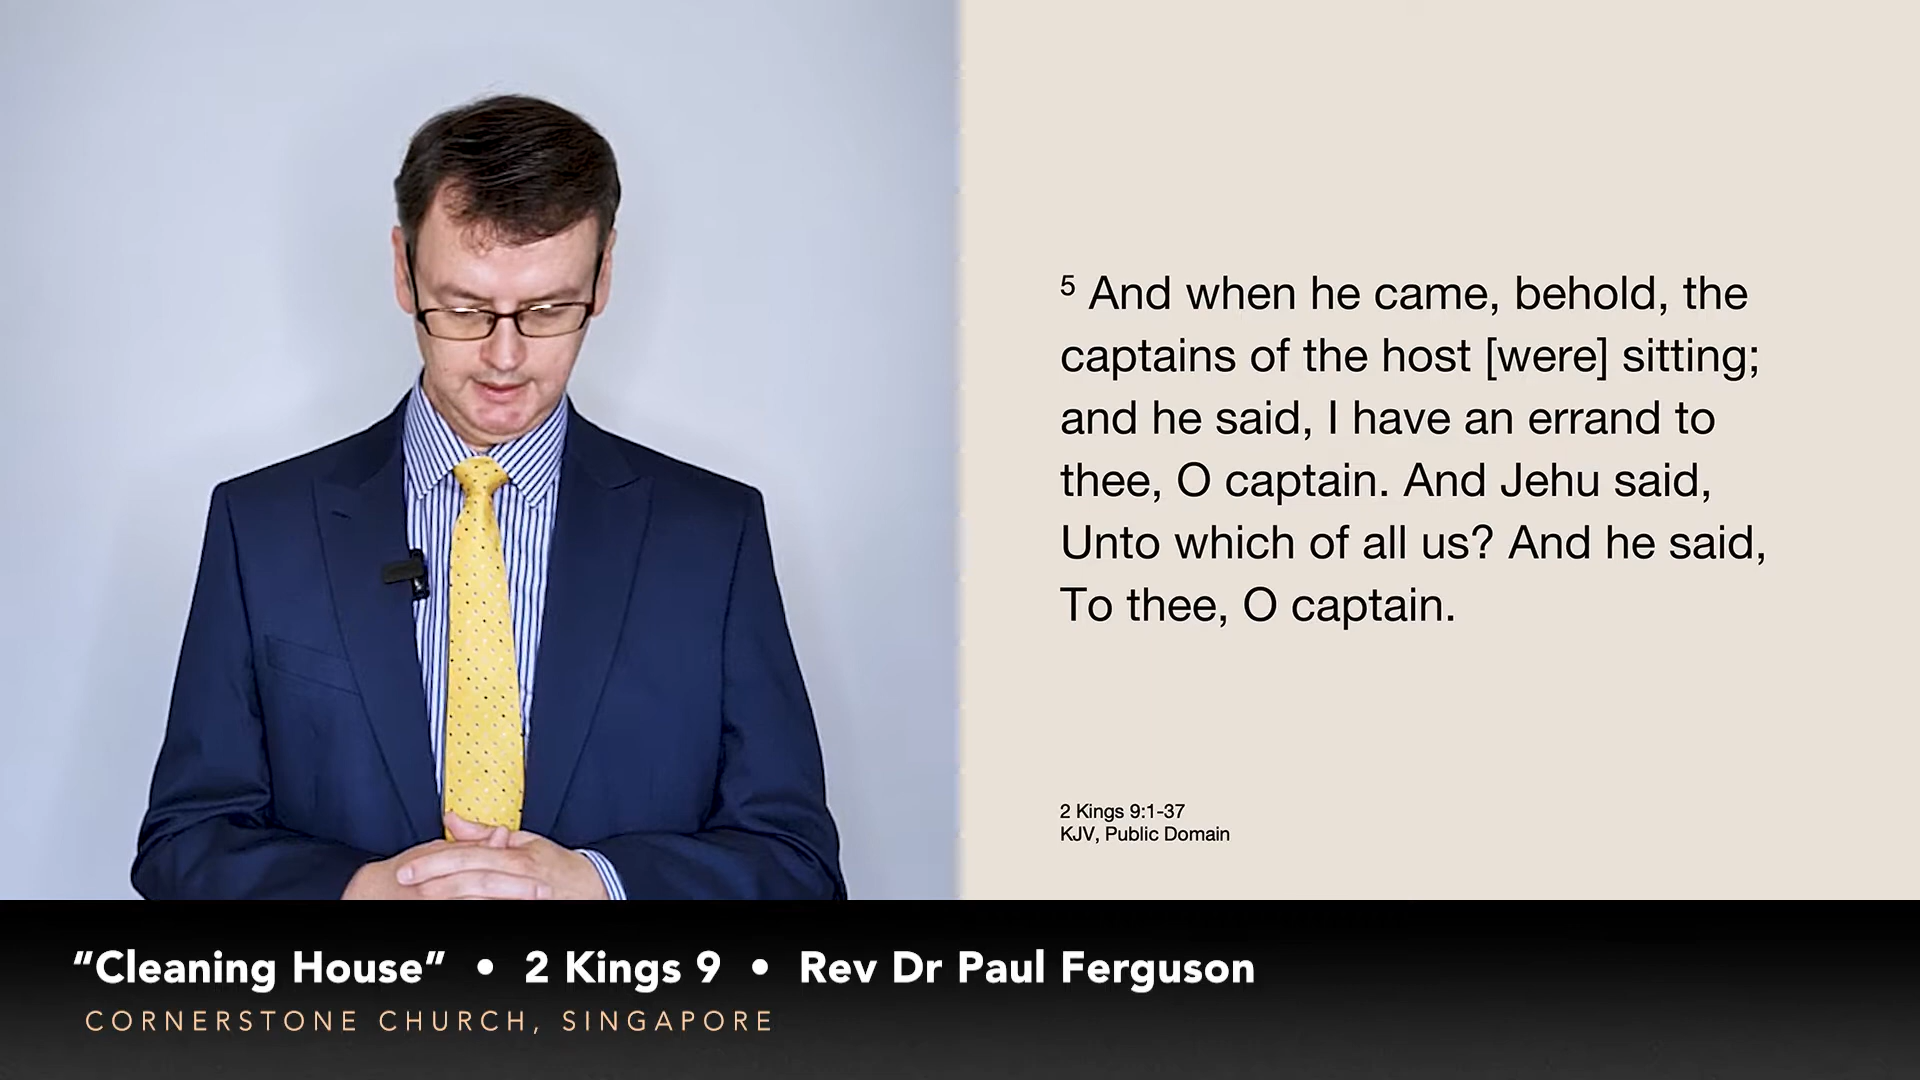 5 And when he came, behold, the
captains of the host [were] sitting;
and he said, I have an errand to
thee, O captain. And Jehu said,
Unto which of all us? And he said,
To thee, O captain.
2 Kings 9:1-37
KJV, Public Domain
“Cleaning House” • 2 Kings 9 • Rev Dr Paul Ferguson
CORNERSTONE CHURCH, SINGAPORE